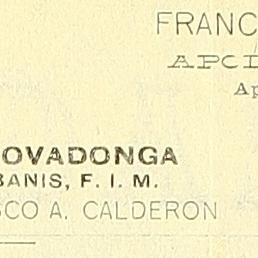 FRANC
APCI
Ap
OVADONGA
BANIS, F. I. M.
SCO A. CALDERON